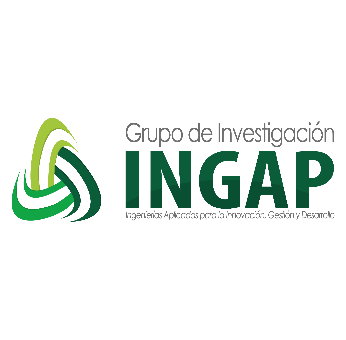 Grupo de Investigación
INGAP
Ingenierías Aplicadas para la Innovación, Gestión y Desarrollo